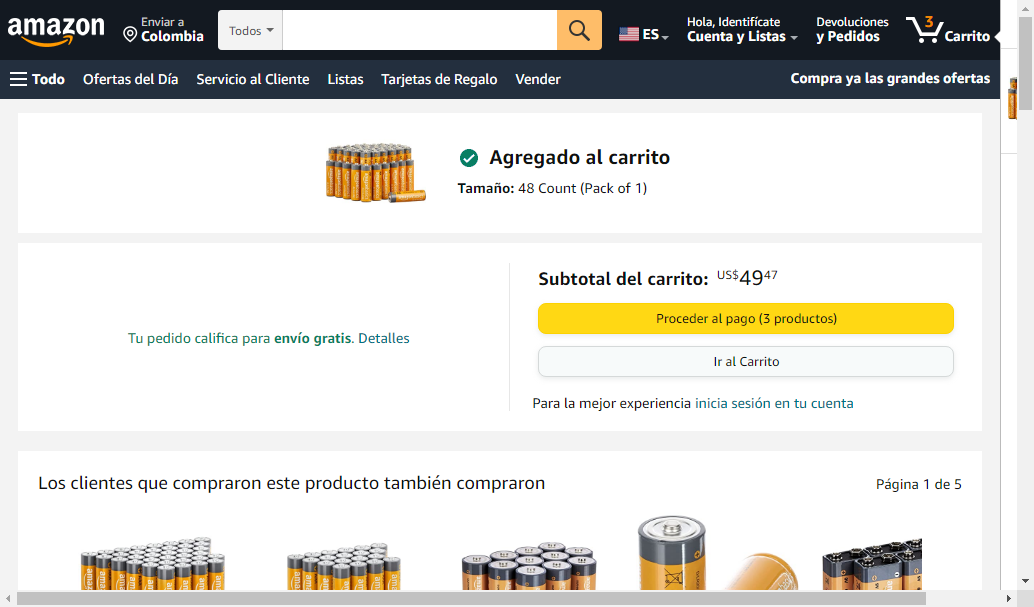 amazon
Enviar a
Colombia
Todos
ES
Hola, Identifícate
Cuenta y Listas
Devoluciones
y Pedidos
3
Carrito
Todo
Ofertas del Día
Servicio al Cliente
Listas
Tarjetas de Regalo
Vender
Compra ya las grandes ofertas
Agregado al carrito
Tamaño: 48 Count (Pack of 1)
Tu pedido califica para envío gratis. Detalles
Subtotal del carrito: US$4947
Proceder al pago (3 productos)
Ir al Carrito
Para la mejor experiencia inicia sesión en tu cuenta
Los clientes que compraron este producto también compraron
Página 1 de 5